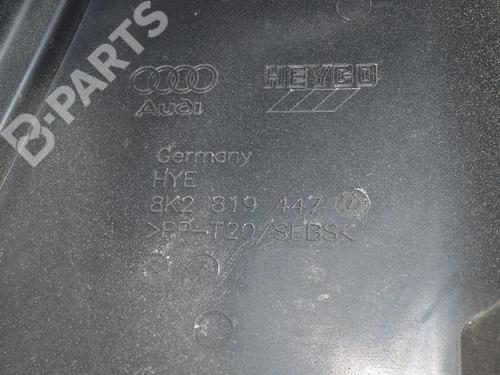 B-PARTS
Audi
HEYCO
Germany
HYE
8K2 819 447
>PP-T20/SEBS<